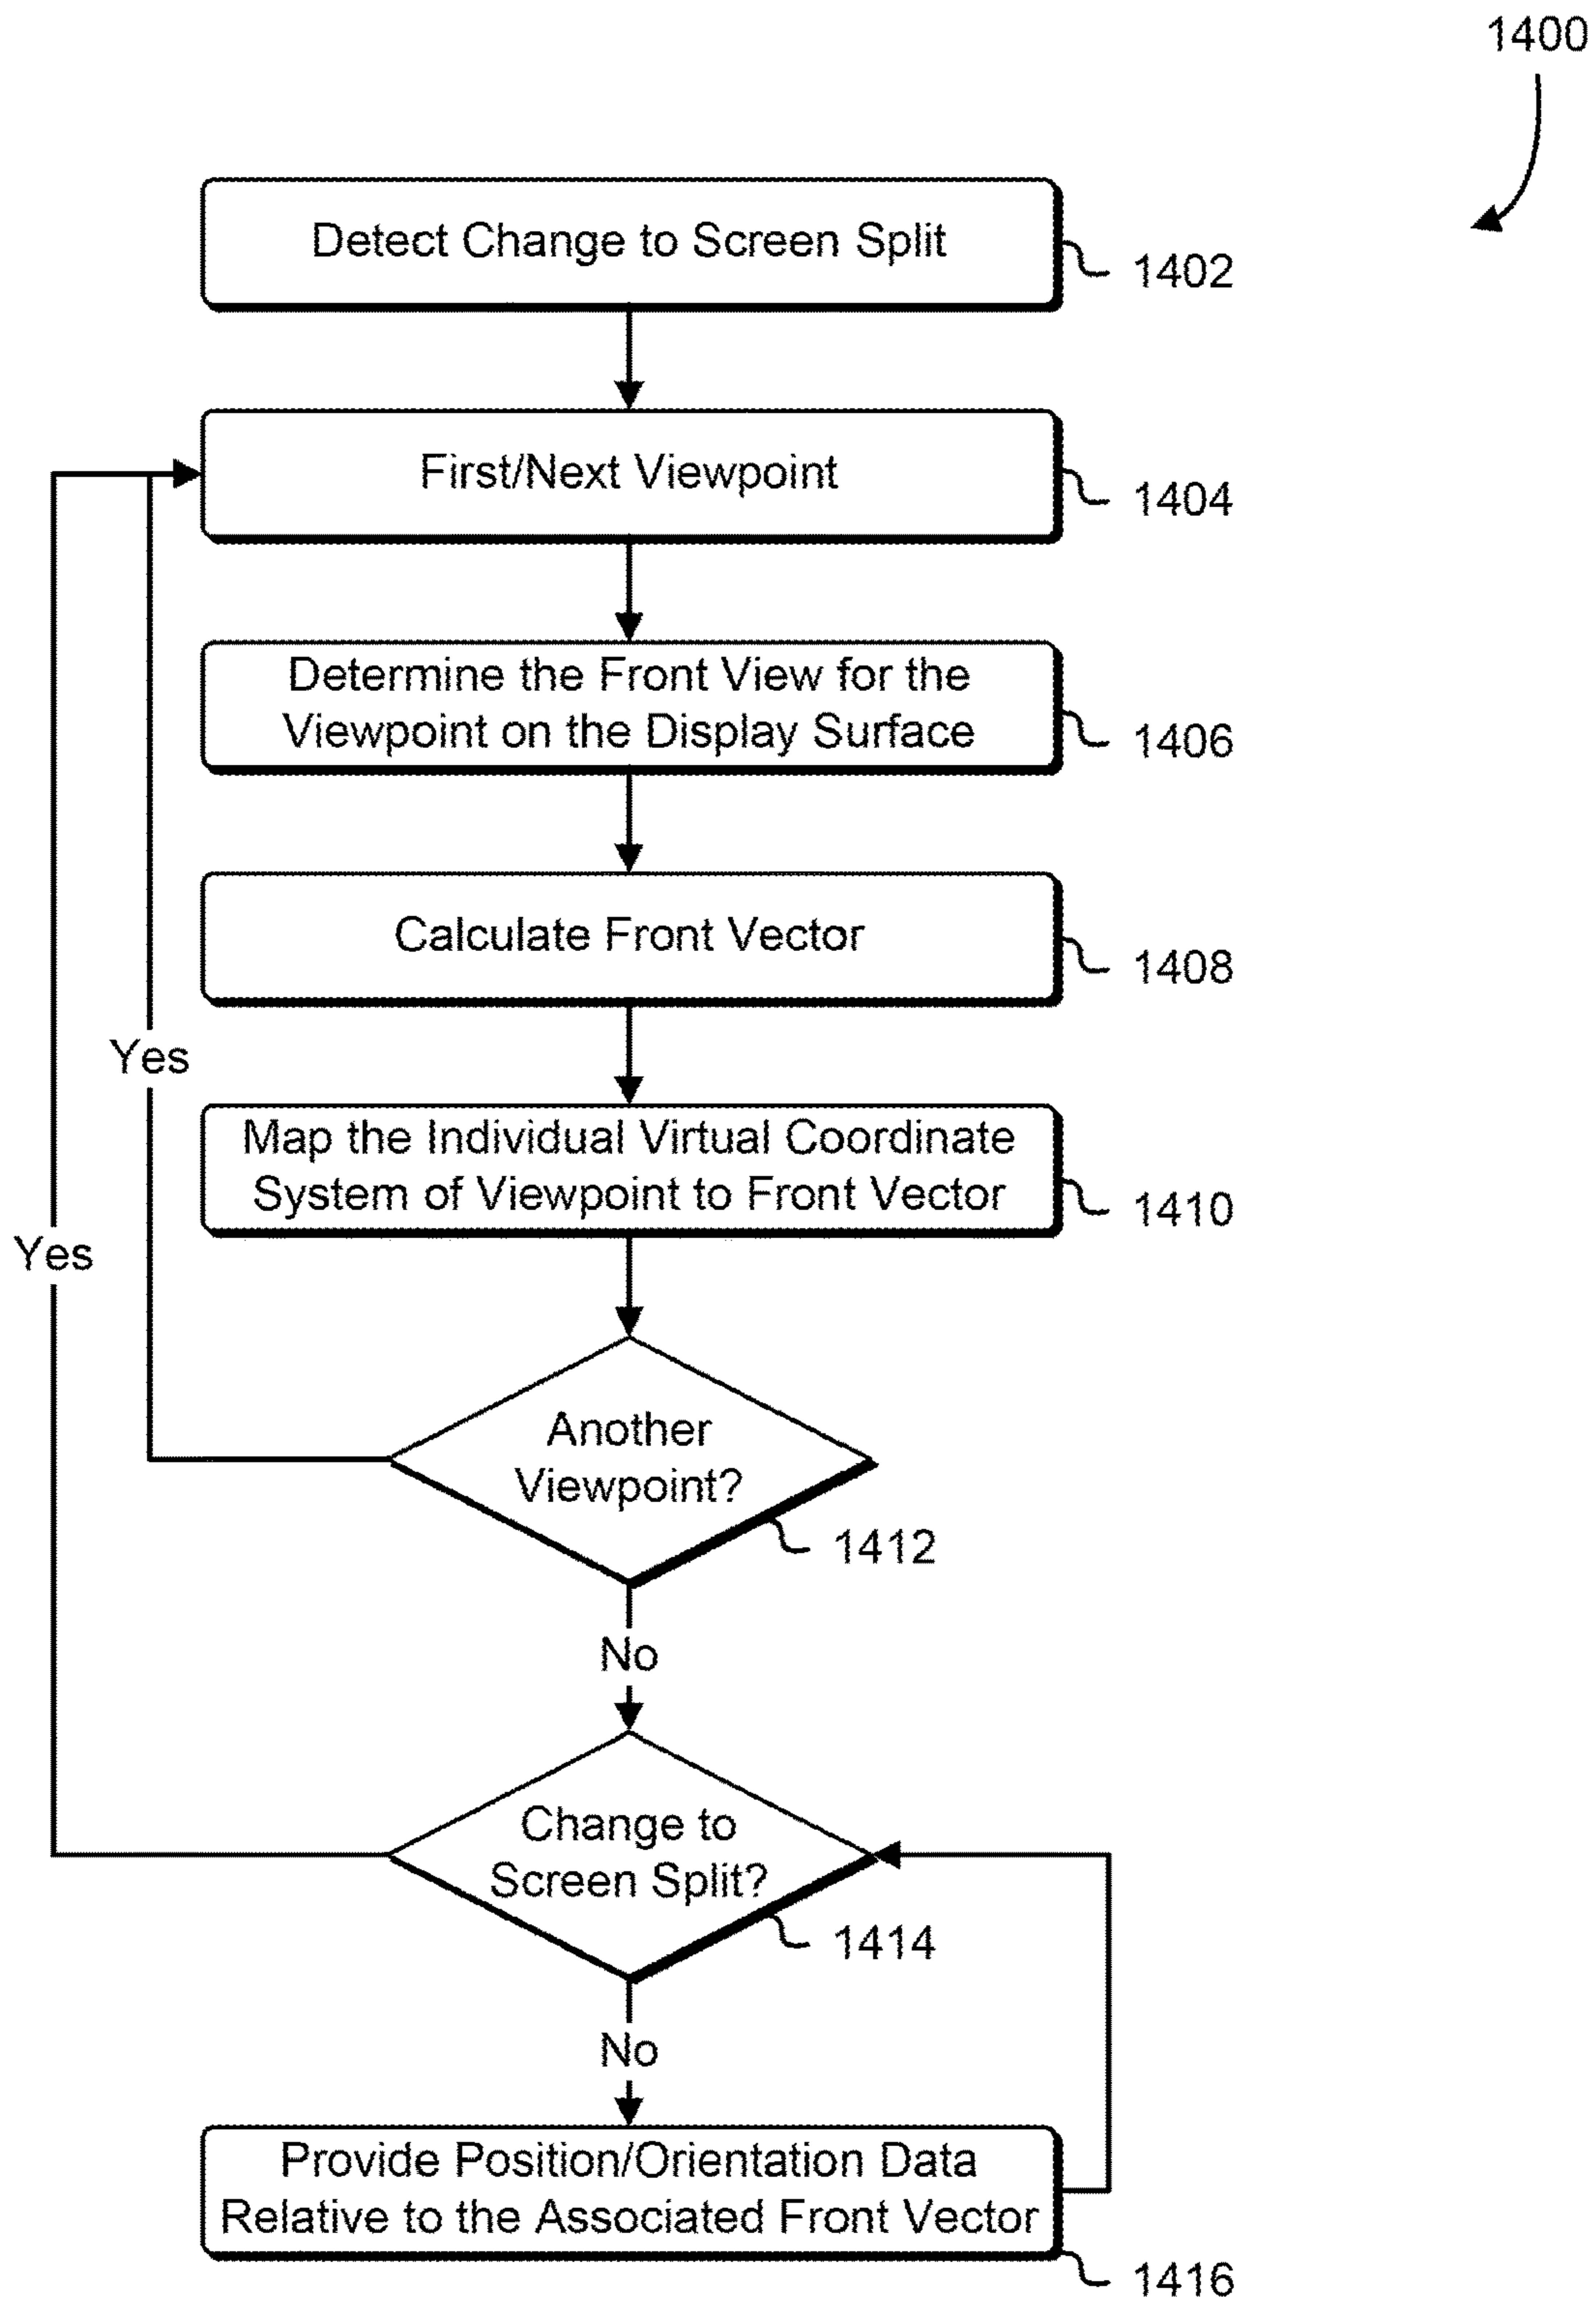 1400
Detect Change to Screen Split
1402
First/Next Viewpoint
1404
Determine the Front View for the
Viewpoint on the Display Surface
1406
Calculate Front Vector
1408
Yes
Map the Individual Virtual Coordinate
System of Viewpoint to Front Vector
1410
Yes
Another
Viewpoint?
1412
No
Change to
Screen Split?
1414
No
Provide Position/Orientation Data
Relative to the Associated Front Vector
1416